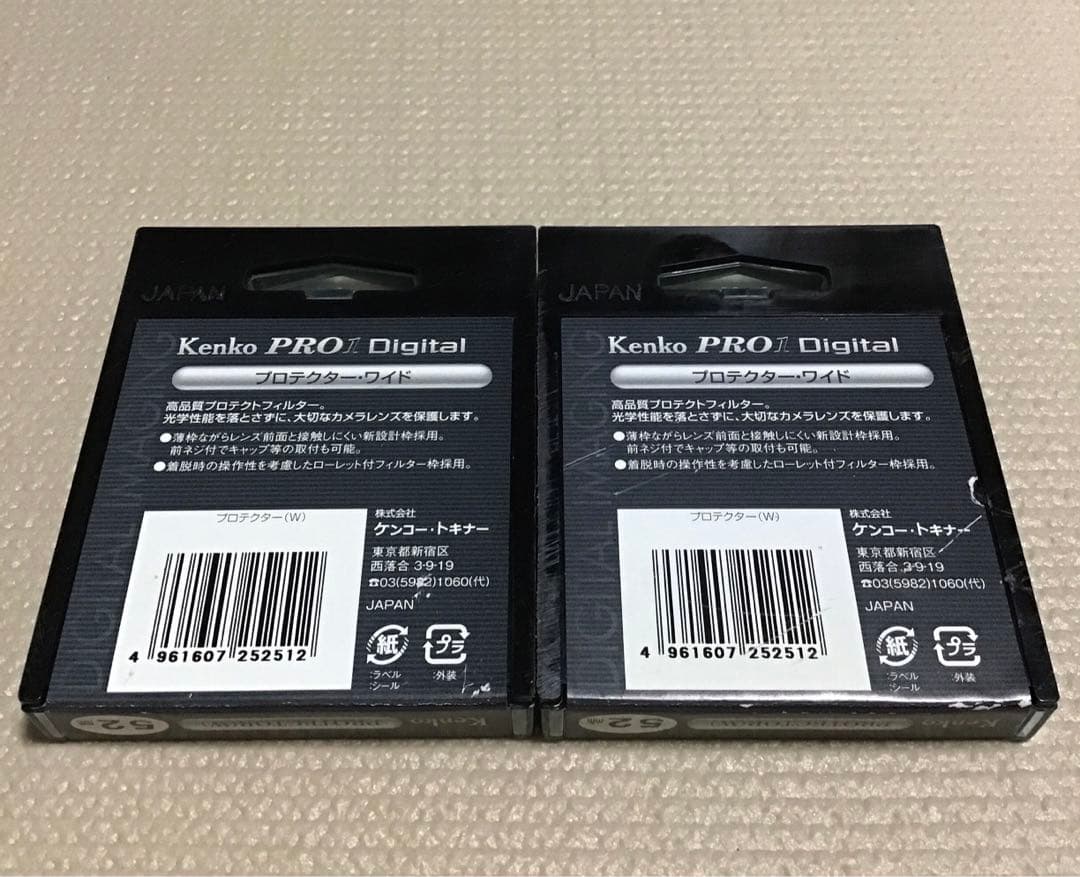 JAPAN
Kenko PRO1 Digital
プロテクター・ワイド
高品質プロテクトフィルター。
光学性能を落とさずに、大切なカメラレンズを保護します。
●薄枠ながらレンズ前面と接触しにくい新設計枠採用。
前ネジ付でキャップ等の取付も可能。
●着脱時の操作性を考慮したローレット付フィルター枠採用。
プロテクター(W)
4 961607 252512
株式会社
ケンコー・トキナー
東京都新宿区
西落合 3-9-19
☎03(5982)1060(代)
JAPAN
紙
プラ
:ラベル
:シール
:外装
DIGITAL IMAGING
52mm
PROTECTOR(W)
Kenko
JAPAN
Kenko PRO1 Digital
プロテクター・ワイド
高品質プロテクトフィルター。
光学性能を落とさずに、大切なカメラレンズを保護します。
●薄枠ながらレンズ前面と接触しにくい新設計枠採用。
前ネジ付でキャップ等の取付も可能。
●着脱時の操作性を考慮したローレット付フィルター枠採用。
プロテクター(W)
4 961607 252512
株式会社
ケンコー・トキナー
東京都新宿区
西落合 3-9-19
☎03(5982)1060(代)
JAPAN
紙
プラ
:ラベル
:シール
:外装
DIGITAL IMAGING
52mm
PROTECTOR(W)
Kenko